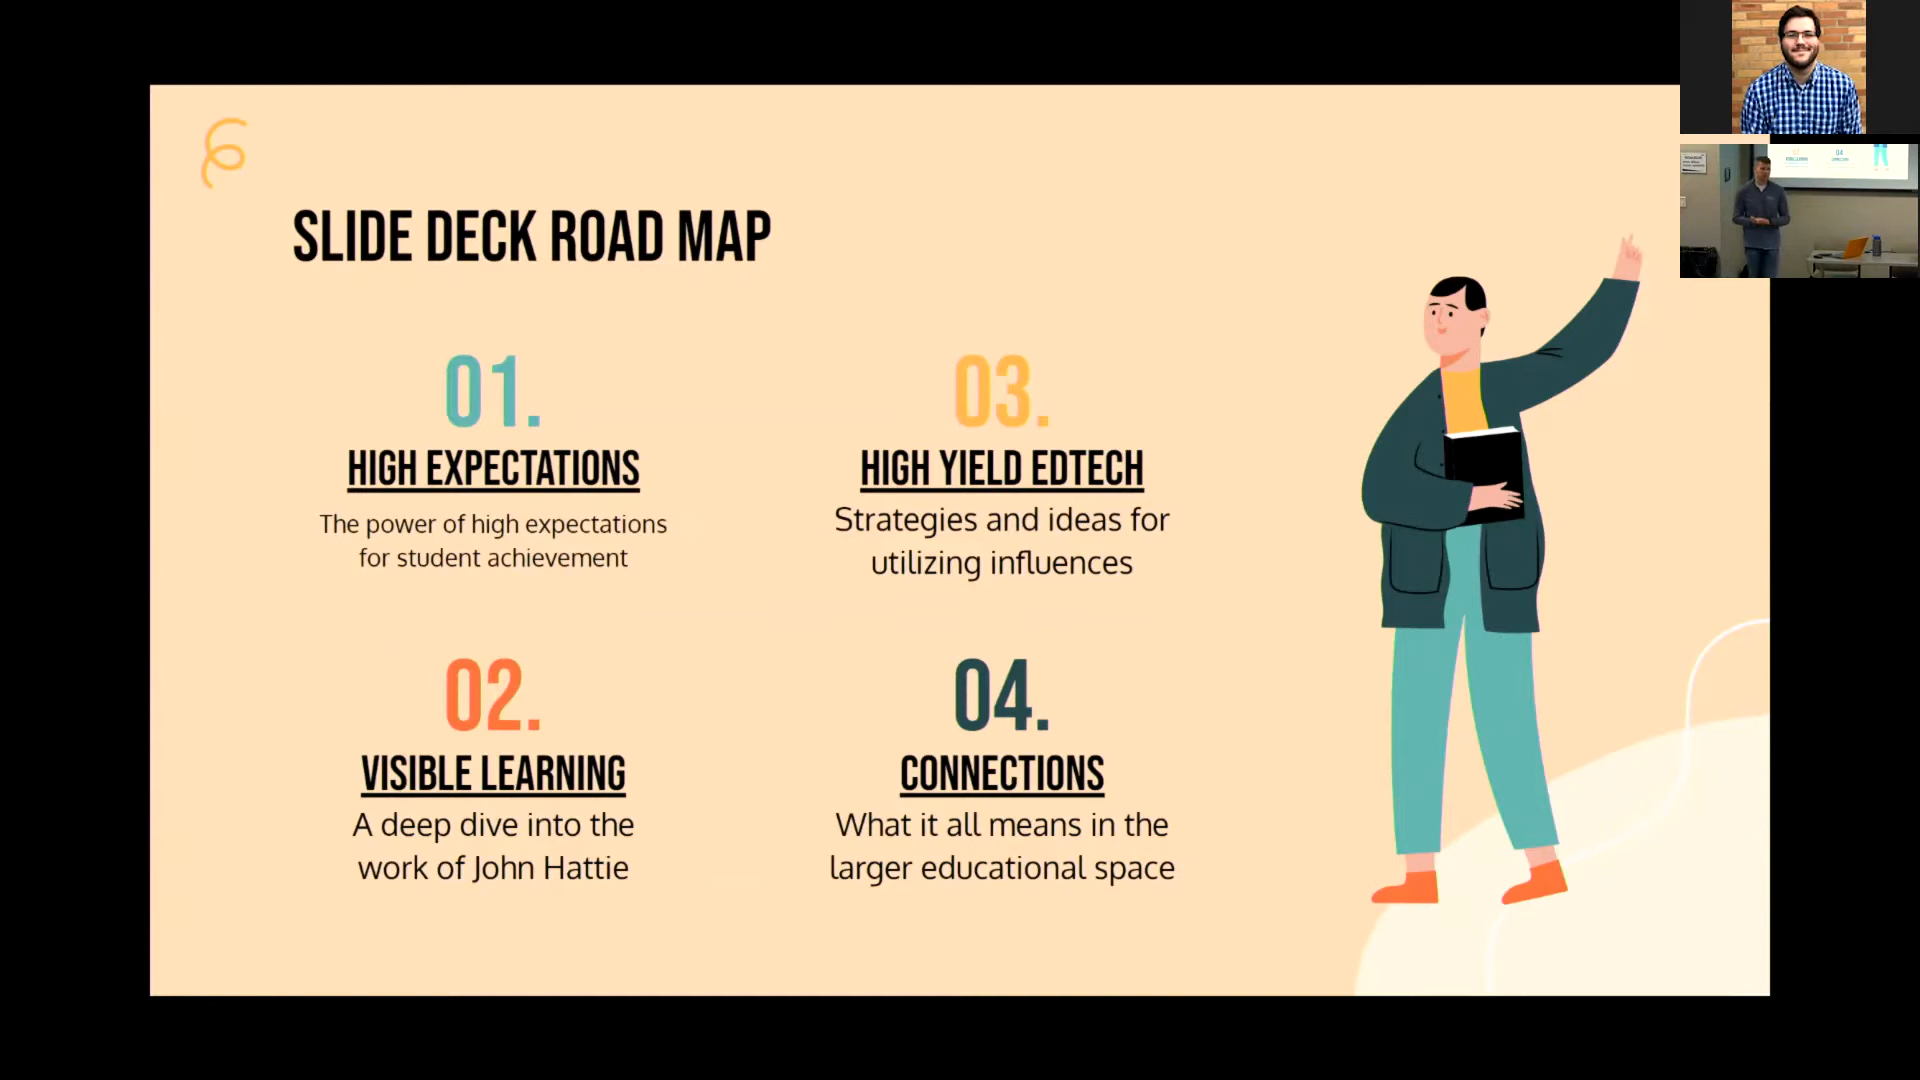 SLIDE DECK ROAD MAP
01.
HIGH EXPECTATIONS
The power of high expectations
for student achievement
02.
VISIBLE LEARNING
A deep dive into the
work of John Hattie
03.
HIGH YIELD EDTECH
Strategies and ideas for
utilizing influences
04.
CONNECTIONS
What it all means in the
larger educational space
04